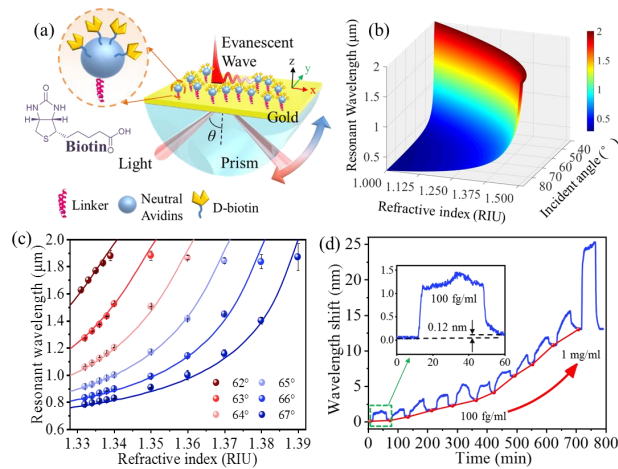 (a)
Evanescent
Wave
z
y
x
Gold
θ
Light
Prism
O
HN
NH
S
O
OH
Biotin
Linker
Neutral
Avidins
D-biotin
(b)
Resonant Wavelength (μm)
2
1.5
1
0.5
1.000
1.125
1.250
1.375
1.500
Refractive index (RIU)
80
70
60
50
40
Incident angle (°)
2
1.5
1
0.5
(c)
Resonant wavelength (μm)
2.0
1.8
1.6
1.4
1.2
1.0
0.8
0.6
62°
65°
63°
66°
64°
67°
1.33
1.34
1.35
1.36
1.37
1.38
1.39
Refractive index (RIU)
(d)
Wavelength shift (nm)
25
20
15
10
5
0
1.5
1.0
0.5
0.0
100 fg/ml
0.12 nm
0
20
40
60
1 mg/ml
100 fg/ml
0
100
200
300
400
500
600
700
800
Time (min)